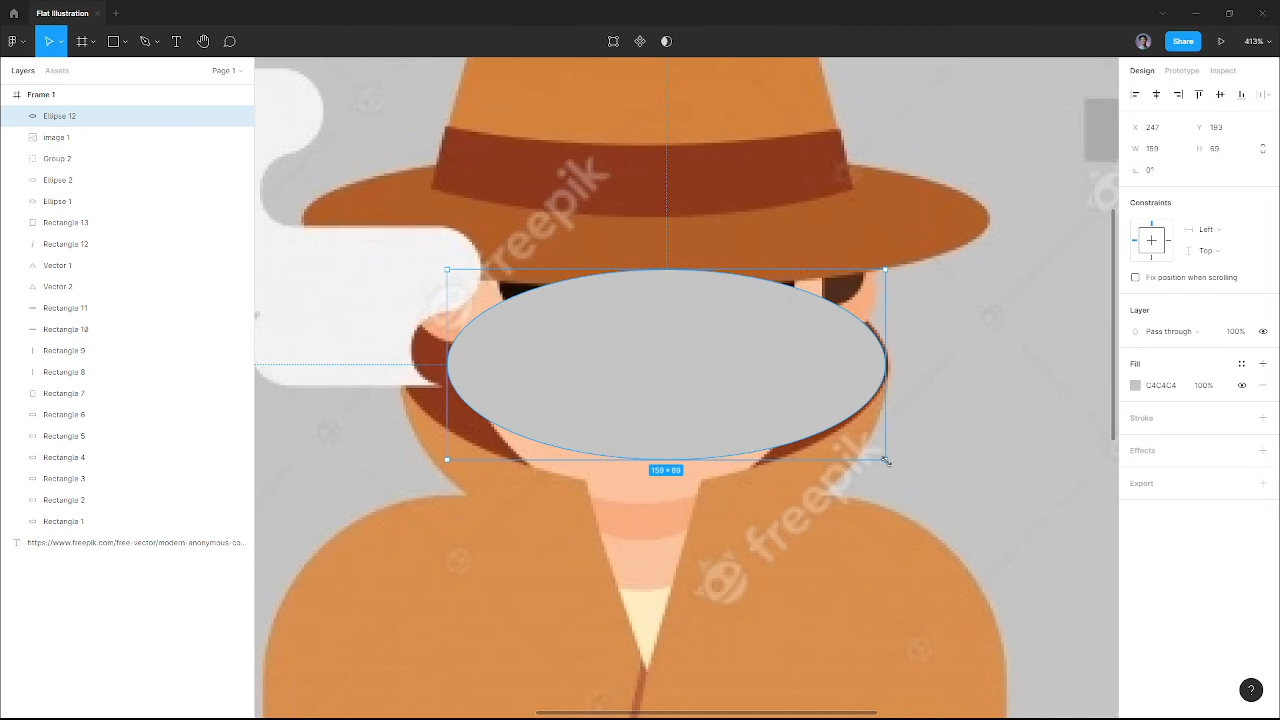 Flat Illustration
413%
Share
Layers
Assets
Page 1
Frame 1
Ellipse 12
image 1
Group 2
Ellipse 2
Ellipse 1
Rectangle 13
Rectangle 12
Vector 1
Vector 2
Rectangle 11
Rectangle 10
Rectangle 9
Rectangle 8
Rectangle 7
Rectangle 6
Rectangle 5
Rectangle 4
Rectangle 3
Rectangle 2
Rectangle 1
https://www.freepik.com/free-vector/modern-anonymous-co...
freepik
159 × 69
freepik
Design
Prototype
Inspect
X 247 Y 193
W 159 H 69
0°
Constraints
Left
Top
Fix position when scrolling
Layer
Pass through 100%
Fill
C4C4C4 100%
Stroke
Effects
Export
?